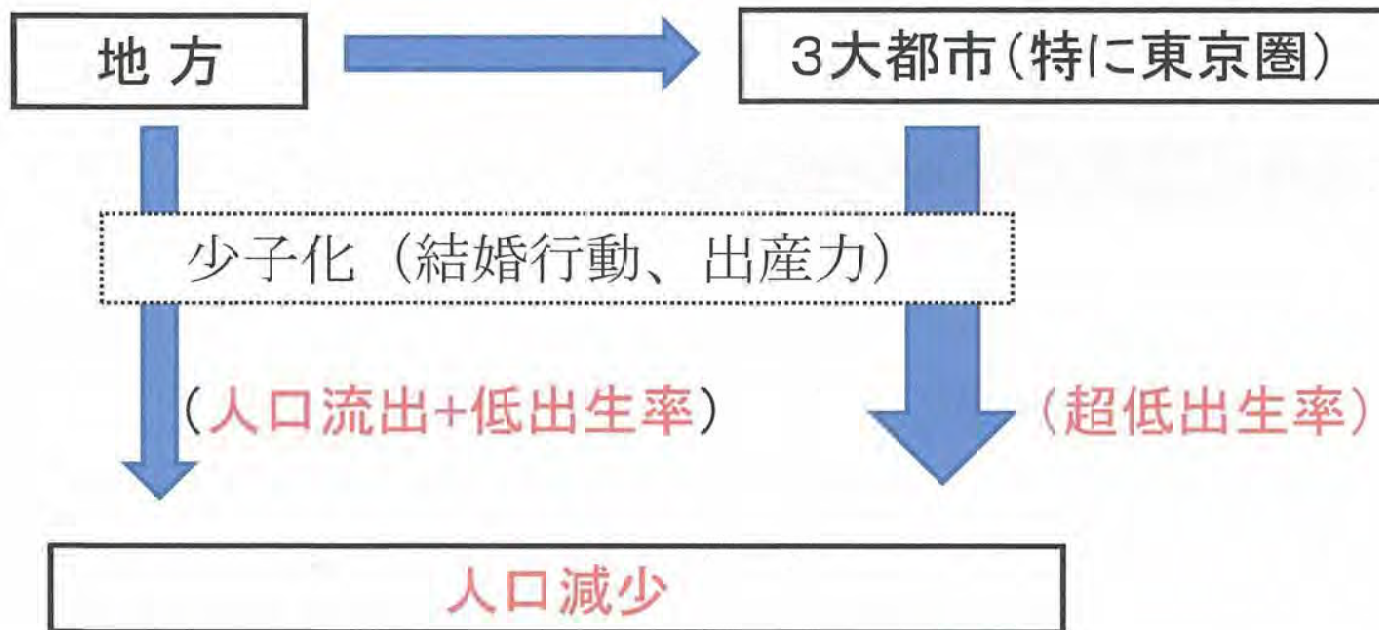 地方
3大都市(特に東京圏)
少子化(結婚行動、出産力)
(人口流出+低出生率)
(超低出生率)
人口減少